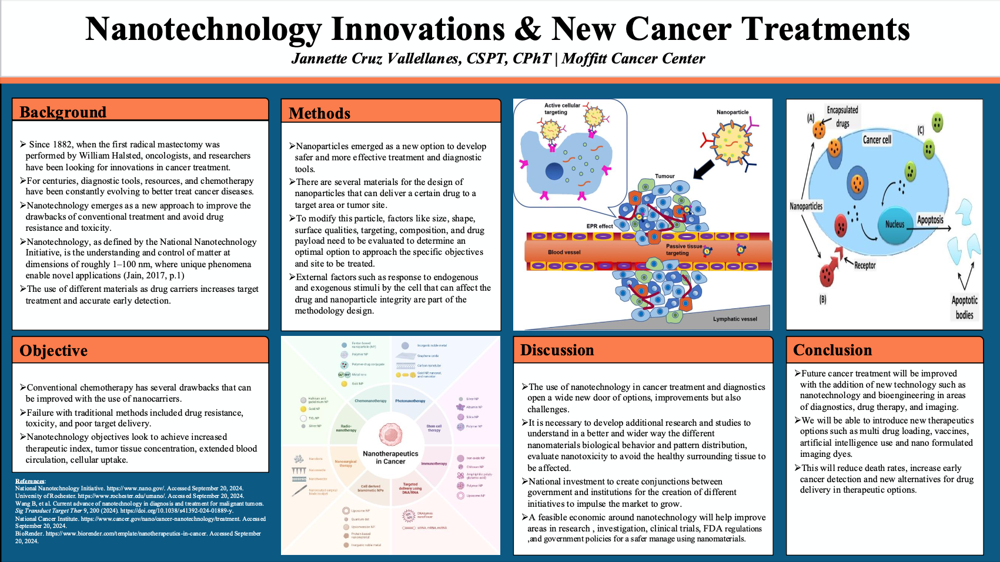 Nanotechnology Innovations & New Cancer Treatments
Jannette Cruz Vallellanes, CSPT, CPhT | Moffitt Cancer Center
Background
➢ Since 1882, when the first radical mastectomy was
performed by William Halsted, oncologists, and researchers
have been looking for innovations in cancer treatment.
➢For centuries, diagnostic tools, resources, and chemotherapy
have been constantly evolving to better treat cancer diseases.
➢Nanotechnology emerges as a new approach to improve the
drawbacks of conventional treatment and avoid drug
resistance and toxicity.
➢Nanotechnology, as defined by the National Nanotechnology
Initiative, is the understanding and control of matter at
dimensions of roughly 1–100 nm, where unique phenomena
enable novel applications (Jain, 2017, p.1)
➢The use of different materials as drug carriers increases target
treatment and accurate early detection.
Objective
➢Conventional chemotherapy has several drawbacks that can
be improved with the use of nanocarriers.
➢Failure with traditional methods included drug resistance,
toxicity, and poor target delivery.
➢Nanotechnology objectives look to achieve increased
therapeutic index, tumor tissue concentration, extended blood
circulation, cellular uptake.
References:
National Nanotechnology Initiative. https://www.nano.gov/. Accessed September 20, 2024.
University of Rochester. https://www.rochester.edu/umano/. Accessed September 20, 2024.
Wang B, et al. Current advance of nanotechnology in diagnosis and treatment for malignant tumors.
Sig Transduct Target Ther 9, 200 (2024). https://doi.org/10.1038/s41392-024-01889-y.
National Cancer Institute. https://www.cancer.gov/nano/cancer-nanotechnology/treatment. Accessed
September 20, 2024.
BioRender. https://www.biorender.com/template/nanotherapeutics-in-cancer. Accessed September
20, 2024.
Methods
➢Nanoparticles emerged as a new option to develop
safer and more effective treatment and diagnostic
tools.
➢There are several materials for the design of
nanoparticles that can deliver a certain drug to a
target area or tumor site.
➢To modify this particle, factors like size, shape,
surface qualities, targeting, composition, and drug
payload need to be evaluated to determine an
optimal option to approach the specific objectives
and site to be treated.
➢External factors such as response to endogenous
and exogenous stimuli by the cell that can affect the
drug and nanoparticle integrity are part of the
methodology design.
Fenton based
nanoparticle (NP)
Polymer NP
Polymer-drug conjugate
Metal ions
Gold NP
Inorganic noble metal
Graphene oxide
Carbon nanotube
Gold NP, nanorod,
and nanostar
Chemonanotherapy
Photonanotherapy
Hafnium and
gadolinium NP
Gold NP
TiO₂ NP
Silver NP
Radio-
nanotherapy
Stem cell
therapy
Silver NP
Albumin NP
Silica NP
Polymer NP
Nanotherapeutics
in Cancer
Nanosurgical
therapy
Immunotherapy
Iron oxide NP
Chitosan NP
Amphiphilic poly(γ-
glutamic acid)
Polymer NP
Liposome NP
Nanoneedle
Nanotweezer
Nanocoated surgical
blade/scalpel
Cell derived
biomimetic NPs
Targeted
delivery using
DNA/RNA
Liposome NP
Quantum dot
Upconversion NP
Protein-based
nanomaterial
Inorganic noble metal
DNAzymes
nanoflower
siRNA, mRNA, miRNA
Active cellular
targeting
Nanoparticle
Tumour
EPR effect
Blood vessel
Passive tissue
targeting
Lymphatic vessel
(A)
Encapsulated
drugs
(C)
Cancer cell
Nanoparticles
Nucleus
Apoptosis
Receptor
(B)
Apoptotic
bodies
Discussion
➢The use of nanotechnology in cancer treatment and diagnostics
open a wide new door of options, improvements but also
challenges.
➢It is necessary to develop additional research and studies to
understand in a better and wider way the different
nanomaterials biological behavior and pattern distribution,
evaluate nanotoxicity to avoid the healthy surrounding tissue to
be affected.
➢National investment to create conjunctions between
government and institutions for the creation of different
initiatives to impulse the market to grow.
➢A feasible economic around nanotechnology will help improve
areas in research , investigation, clinical trials, FDA regulations
,and government policies for a safer manage using nanomaterials.
Conclusion
➢Future cancer treatment will be improved
with the addition of new technology such as
nanotechnology and bioengineering in areas
of diagnostics, drug therapy, and imaging.
➢We will be able to introduce new therapeutics
options such as multi drug loading, vaccines,
artificial intelligence use and nano formulated
imaging dyes.
➢This will reduce death rates, increase early
cancer detection and new alternatives for drug
delivery in therapeutic options.